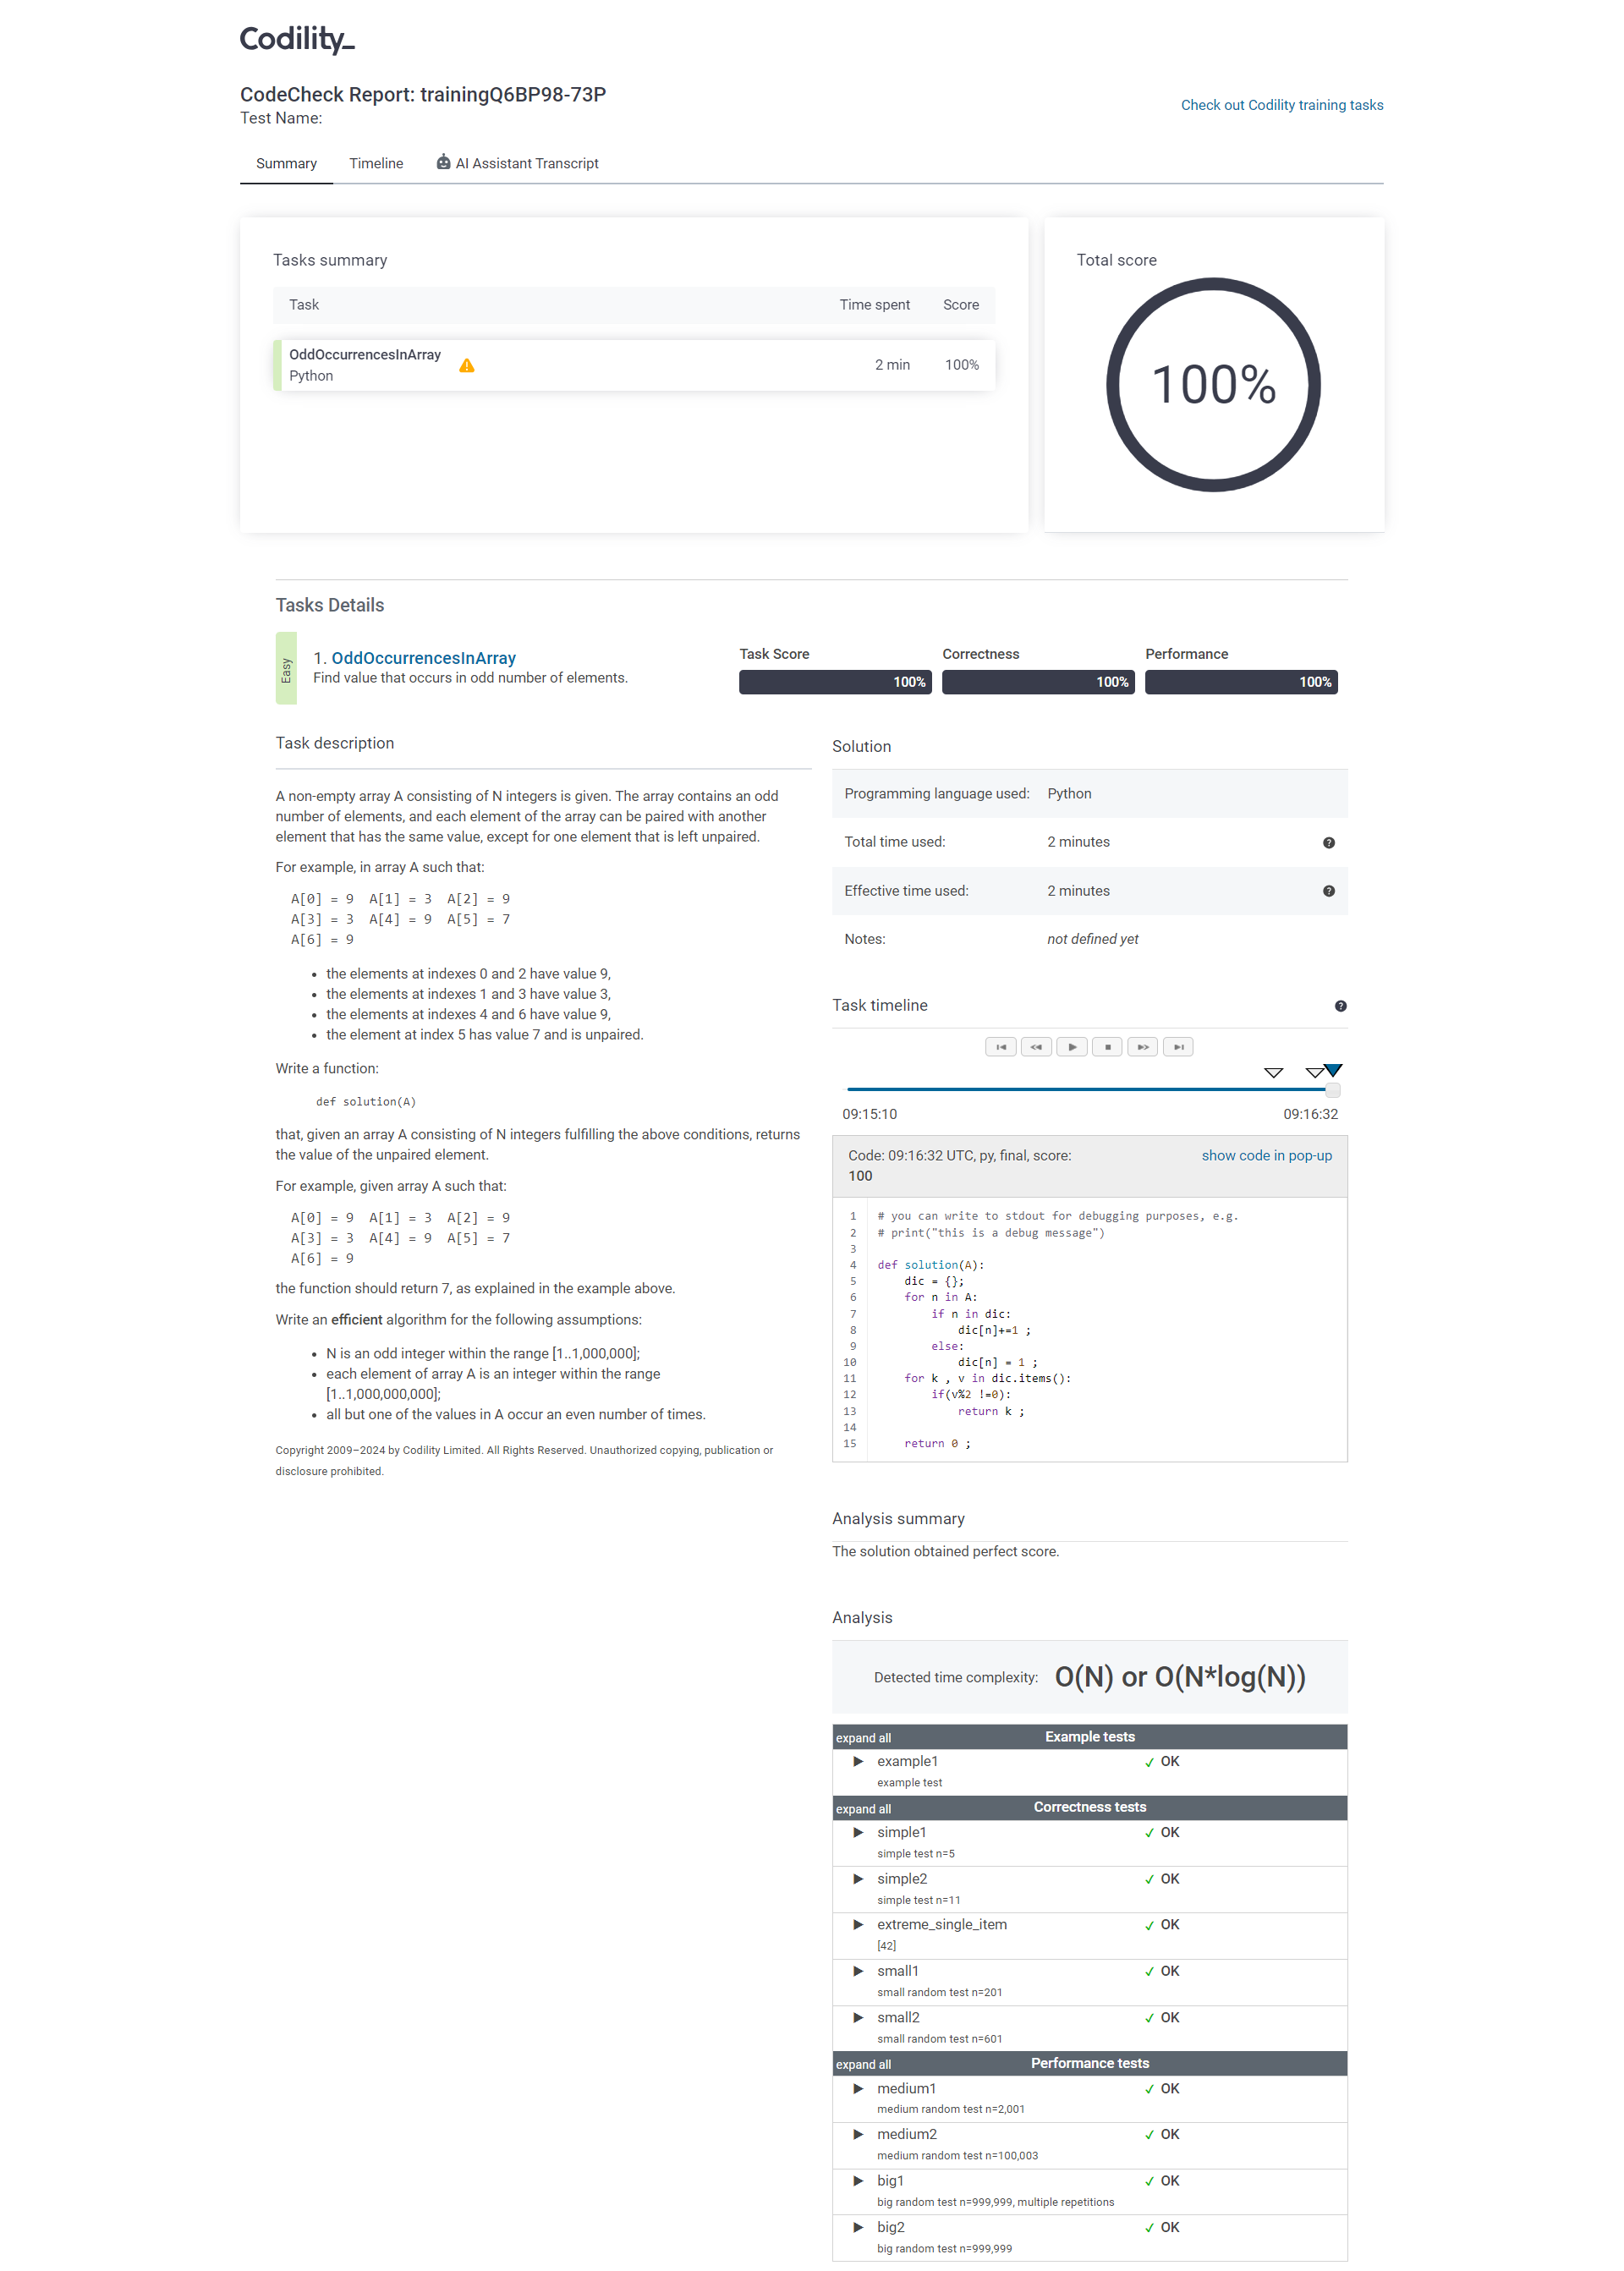 Codility_
CodeCheck Report: trainingQ6BP98-73P
Test Name:
Check out Codility training tasks
Summary
Timeline
AI Assistant Transcript
Tasks summary
Task
Time spent
Score
OddOccurrencesInArray
Python
2 min
100%
Total score
100%
Tasks Details
Easy
1. OddOccurrencesInArray
Find value that occurs in odd number of elements.
Task Score
100%
Correctness
100%
Performance
100%
Task description
A non-empty array A consisting of N integers is given. The array contains an odd
number of elements, and each element of the array can be paired with another
element that has the same value, except for one element that is left unpaired.
For example, in array A such that:
A[0] = 9  A[1] = 3  A[2] = 9
A[3] = 3  A[4] = 9  A[5] = 7
A[6] = 9
• the elements at indexes 0 and 2 have value 9,
• the elements at indexes 1 and 3 have value 3,
• the elements at indexes 4 and 6 have value 9,
• the element at index 5 has value 7 and is unpaired.
Write a function:
def solution(A)
that, given an array A consisting of N integers fulfilling the above conditions, returns
the value of the unpaired element.
For example, given array A such that:
A[0] = 9  A[1] = 3  A[2] = 9
A[3] = 3  A[4] = 9  A[5] = 7
A[6] = 9
the function should return 7, as explained in the example above.
Write an efficient algorithm for the following assumptions:
• N is an odd integer within the range [1..1,000,000];
• each element of array A is an integer within the range
[1..1,000,000,000];
• all but one of the values in A occur an even number of times.
Copyright 2009–2024 by Codility Limited. All Rights Reserved. Unauthorized copying, publication or
disclosure prohibited.
Solution
Programming language used: Python
Total time used: 2 minutes
Effective time used: 2 minutes
Notes: not defined yet
Task timeline
09:15:10
09:16:32
Code: 09:16:32 UTC, py, final, score:
100
show code in pop-up
1 # you can write to stdout for debugging purposes, e.g.
2 # print("this is a debug message")
3
4 def solution(A):
5     dic = {};
6     for n in A:
7         if n in dic:
8             dic[n]+=1 ;
9         else:
10             dic[n] = 1 ;
11     for k , v in dic.items():
12         if(v%2 !=0):
13             return k ;
14
15     return 0 ;
Analysis summary
The solution obtained perfect score.
Analysis
Detected time complexity: O(N) or O(N*log(N))
expand all Example tests
example1 ✓ OK
example test
expand all Correctness tests
simple1 ✓ OK
simple test n=5
simple2 ✓ OK
simple test n=11
extreme_single_item ✓ OK
[42]
small1 ✓ OK
small random test n=201
small2 ✓ OK
small random test n=601
expand all Performance tests
medium1 ✓ OK
medium random test n=2,001
medium2 ✓ OK
medium random test n=100,003
big1 ✓ OK
big random test n=999,999, multiple repetitions
big2 ✓ OK
big random test n=999,999